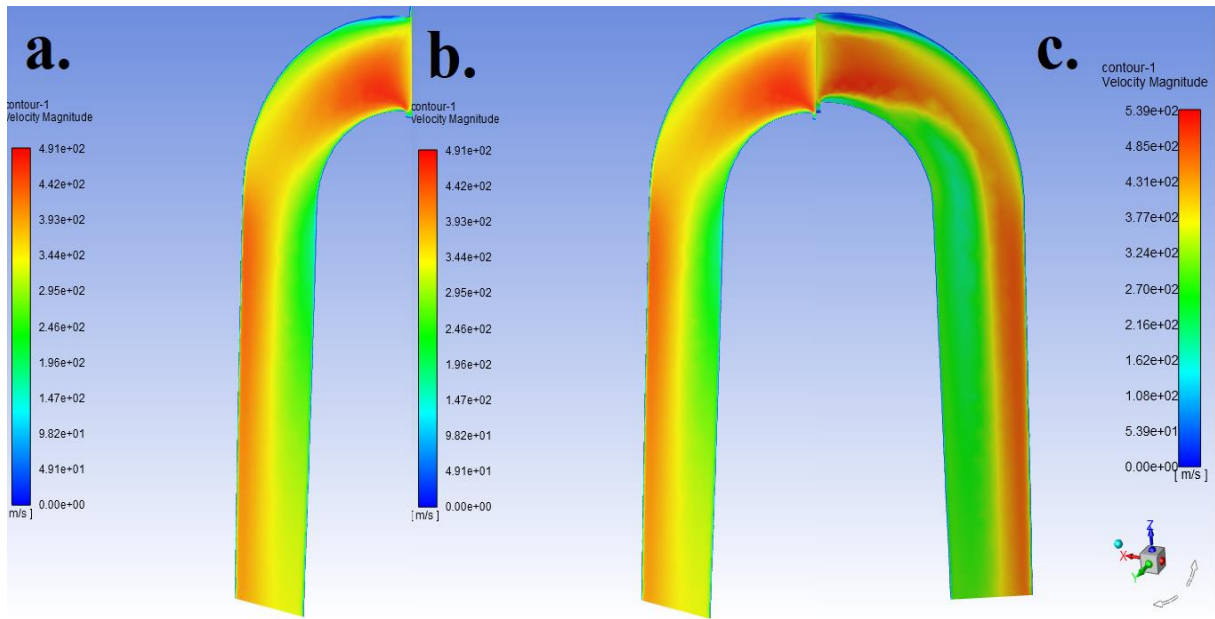 a.
contour-1
Velocity Magnitude
4.91e+02
4.42e+02
3.93e+02
3.44e+02
2.95e+02
2.46e+02
1.96e+02
1.47e+02
9.82e+01
4.91e+01
0.00e+00
m/s ]
b.
contour-1
Velocity Magnitude
4.91e+02
4.42e+02
3.93e+02
3.44e+02
2.95e+02
2.46e+02
1.96e+02
1.47e+02
9.82e+01
4.91e+01
0.00e+00
[m/s ]
c.
contour-1
Velocity Magnitude
5.39e+02
4.85e+02
4.31e+02
3.77e+02
3.24e+02
2.70e+02
2.16e+02
1.62e+02
1.08e+02
5.39e+01
0.00e+00
[ m/s ]
Z
X
Y